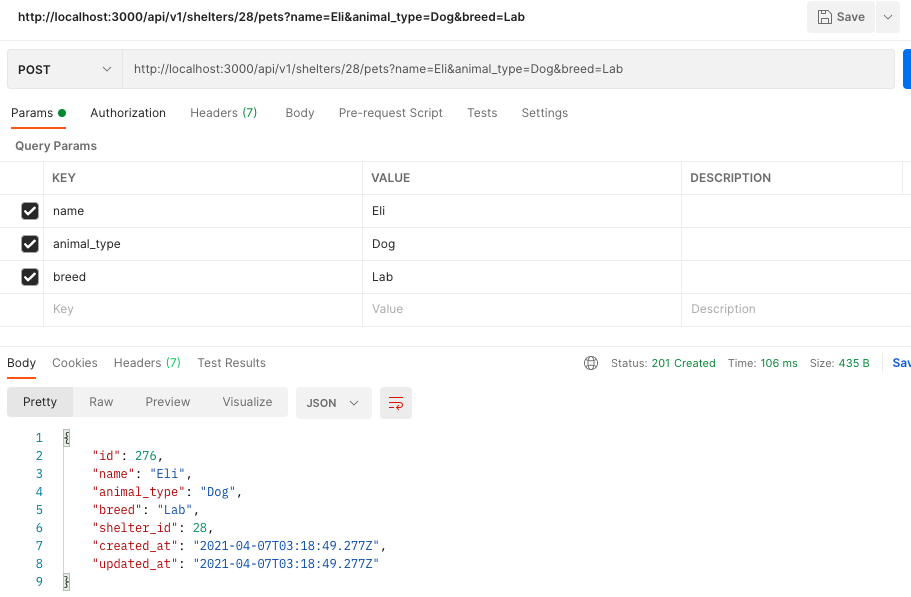 http://localhost:3000/api/v1/shelters/28/pets?name=Eli&animal_type=Dog&breed=Lab Save
POST http://localhost:3000/api/v1/shelters/28/pets?name=Eli&animal_type=Dog&breed=Lab
Params Authorization Headers (7) Body Pre-request Script Tests Settings
Query Params
KEY VALUE DESCRIPTION
name Eli
animal_type Dog
breed Lab
Key Value Description
Body Cookies Headers (7) Test Results Status: 201 Created Time: 106 ms Size: 435 B Sav
Pretty Raw Preview Visualize JSON
1 {
2 "id": 276,
3 "name": "Eli",
4 "animal_type": "Dog",
5 "breed": "Lab",
6 "shelter_id": 28,
7 "created_at": "2021-04-07T03:18:49.277Z",
8 "updated_at": "2021-04-07T03:18:49.277Z"
9 }